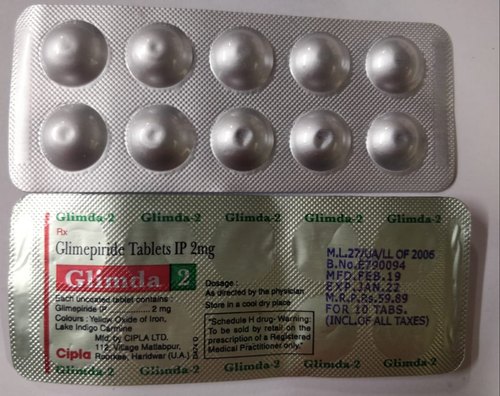 Glimda-2 Glimda-2 Glimda-2 Glimda-2 Glimda-2
Rx
Glimepiride Tablets IP 2mg
Glimda 2
Each uncoated tablet contains :
Glimepiride IP ................ 2 mg
Colours : Yellow Oxide of Iron,
Lake Indigo Carmine
Mfd. by CIPLA LTD.
112, Village Matlabpur,
Cipla Roorkee, Haridwar (U.A.)
Dosage :
As directed by the physician
Store in a cool dry place
"Schedule H drug- Warning:
To be sold by retail on the
prescription of a Registered
Medical Practitioner only."
M.L.27/UA/LL OF 2006
B.No.E790094
MFD.FEB.19
EXP.JAN.22
M.R.P.Rs.59.89
FOR 10 TABS.
(INCL.OF ALL TAXES)
Glimda-2 Glimda-2 Glimda-2 Glimda-2 Glimda-2